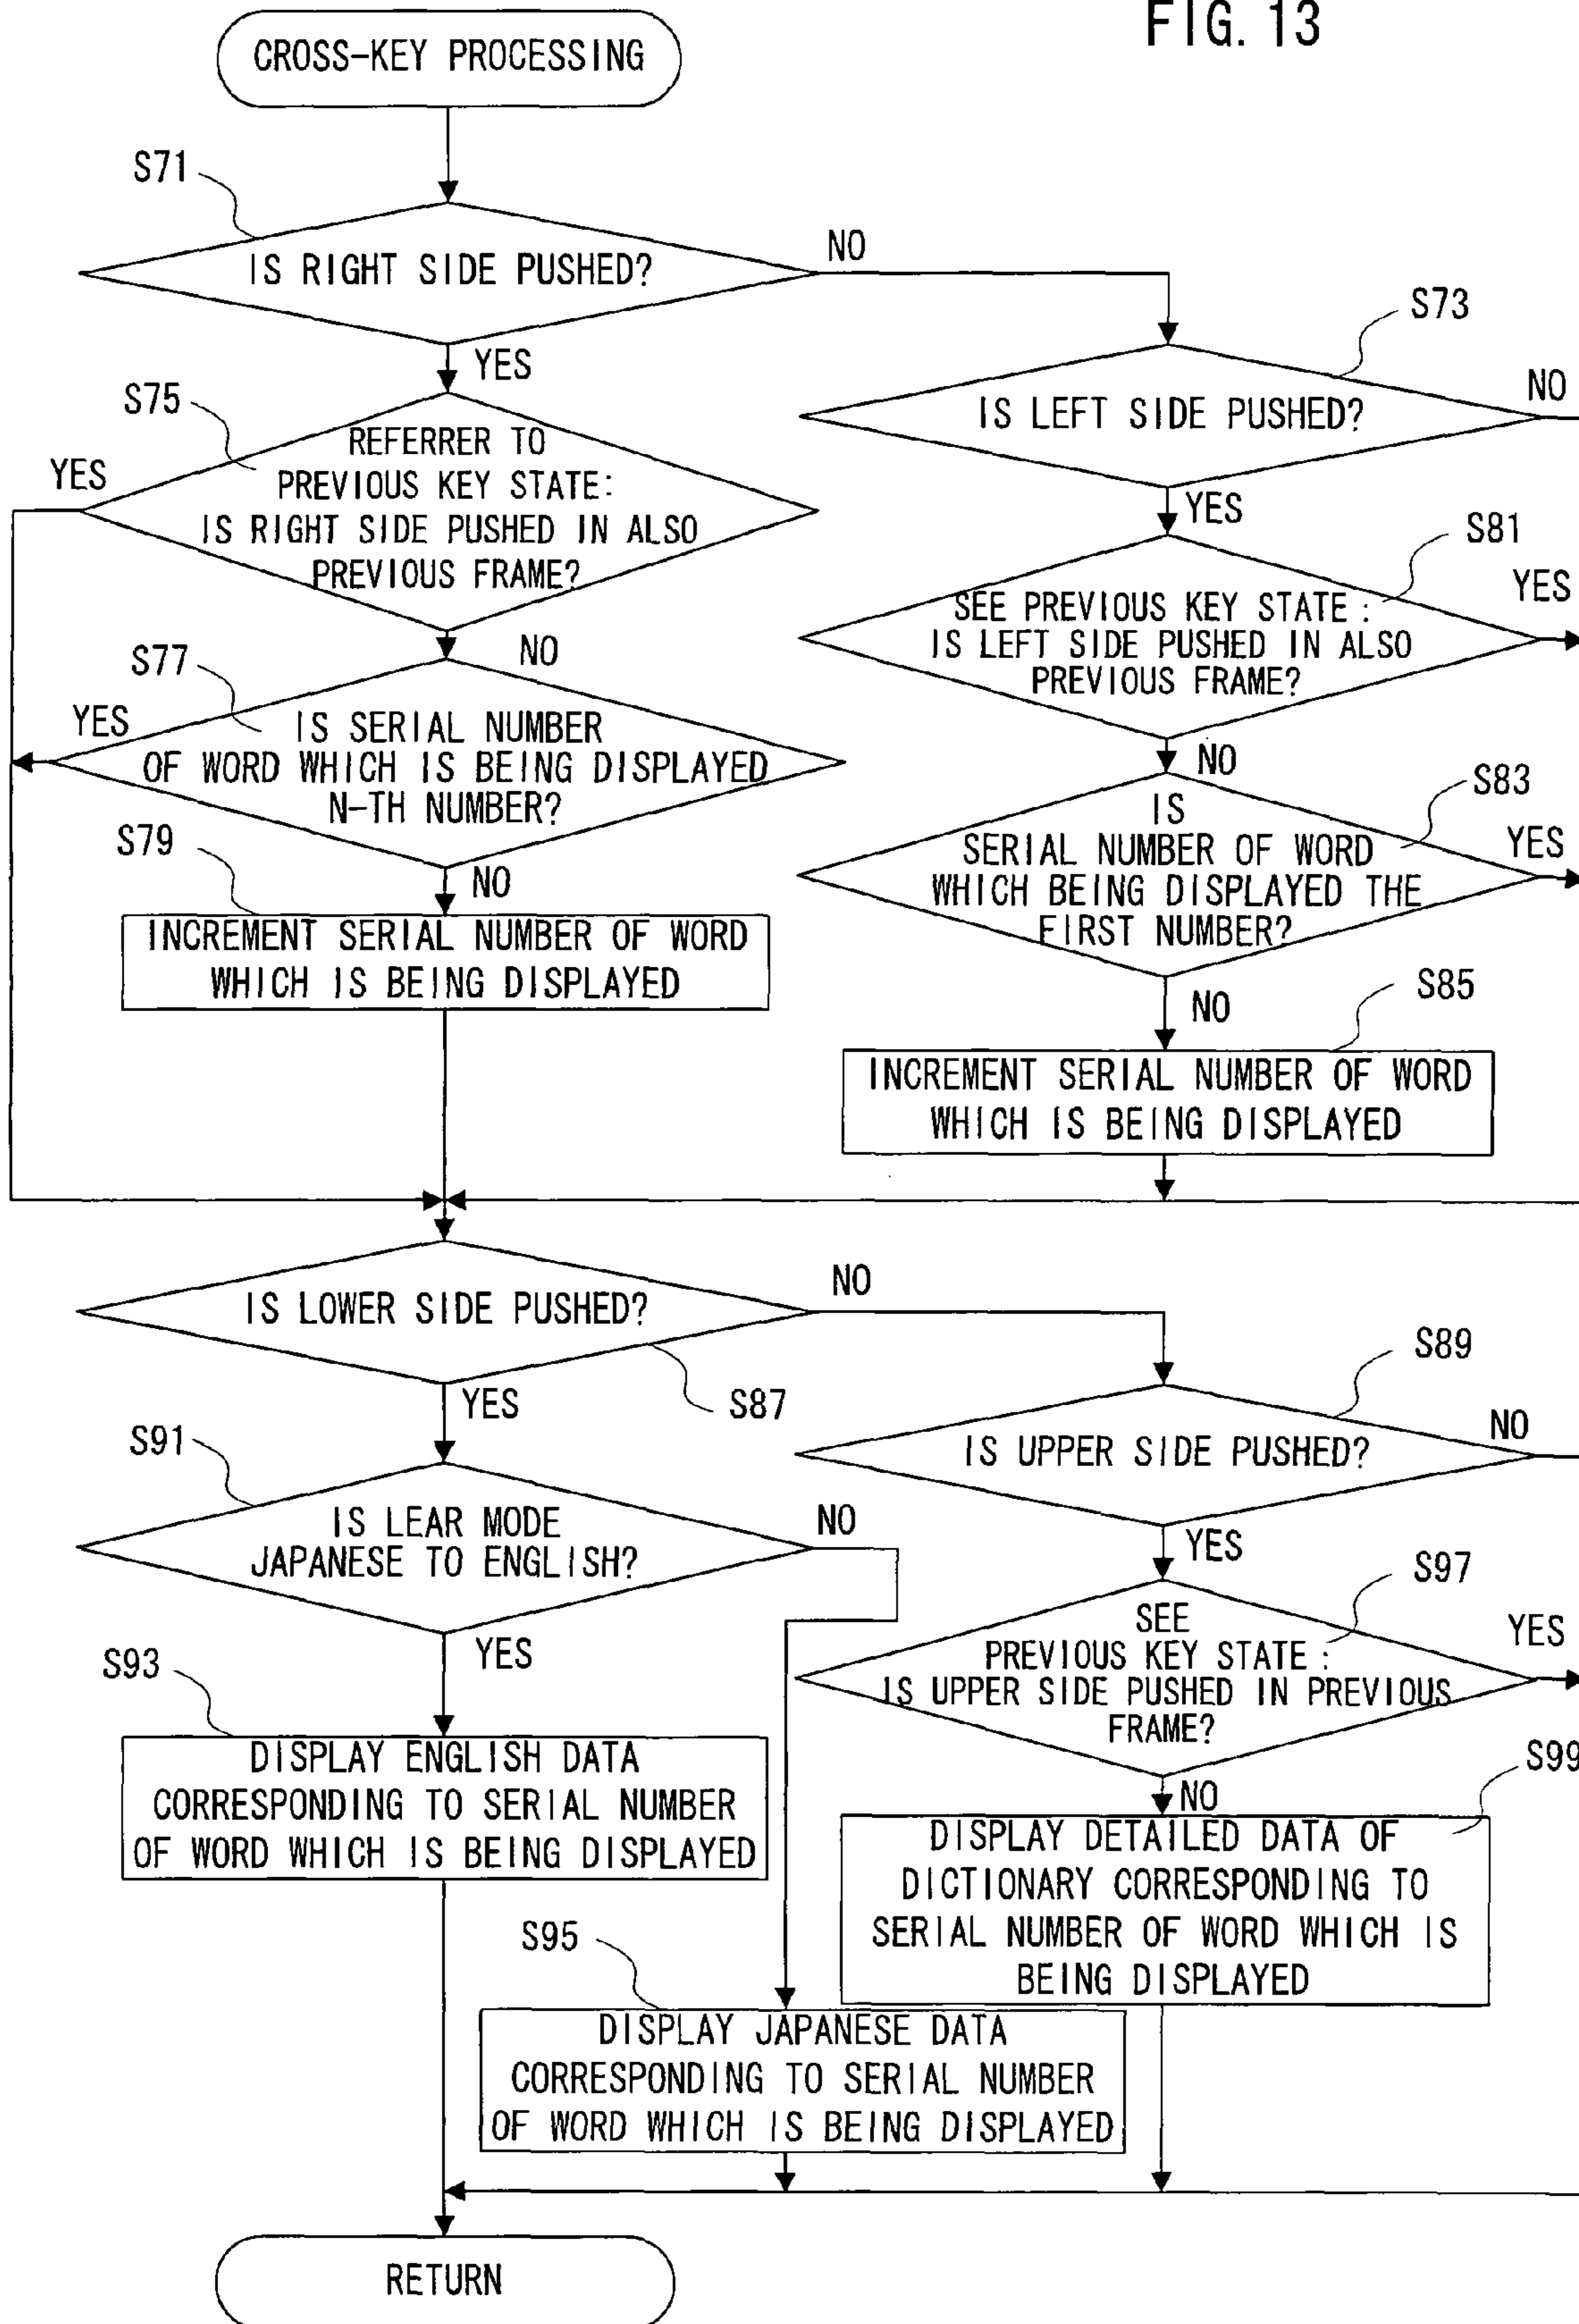 FIG. 13
CROSS-KEY PROCESSING
S71
IS RIGHT SIDE PUSHED?
NO
YES
S73
IS LEFT SIDE PUSHED?
NO
YES
S75
REFERRER TO
PREVIOUS KEY STATE:
IS RIGHT SIDE PUSHED IN ALSO
PREVIOUS FRAME?
YES
NO
S81
SEE PREVIOUS KEY STATE :
IS LEFT SIDE PUSHED IN ALSO
PREVIOUS FRAME?
YES
NO
S77
IS SERIAL NUMBER
OF WORD WHICH IS BEING DISPLAYED
N-TH NUMBER?
YES
NO
S83
IS
SERIAL NUMBER OF WORD
WHICH BEING DISPLAYED THE
FIRST NUMBER?
YES
NO
S79
INCREMENT SERIAL NUMBER OF WORD
WHICH IS BEING DISPLAYED
S85
INCREMENT SERIAL NUMBER OF WORD
WHICH IS BEING DISPLAYED
IS LOWER SIDE PUSHED?
NO
S87
YES
S89
IS UPPER SIDE PUSHED?
NO
YES
S91
IS LEAR MODE
JAPANESE TO ENGLISH?
NO
YES
S97
SEE
PREVIOUS KEY STATE :
IS UPPER SIDE PUSHED IN PREVIOUS
FRAME?
YES
NO
S93
DISPLAY ENGLISH DATA
CORRESPONDING TO SERIAL NUMBER
OF WORD WHICH IS BEING DISPLAYED
S99
DISPLAY DETAILED DATA OF
DICTIONARY CORRESPONDING TO
SERIAL NUMBER OF WORD WHICH IS
BEING DISPLAYED
S95
DISPLAY JAPANESE DATA
CORRESPONDING TO SERIAL NUMBER
OF WORD WHICH IS BEING DISPLAYED
RETURN